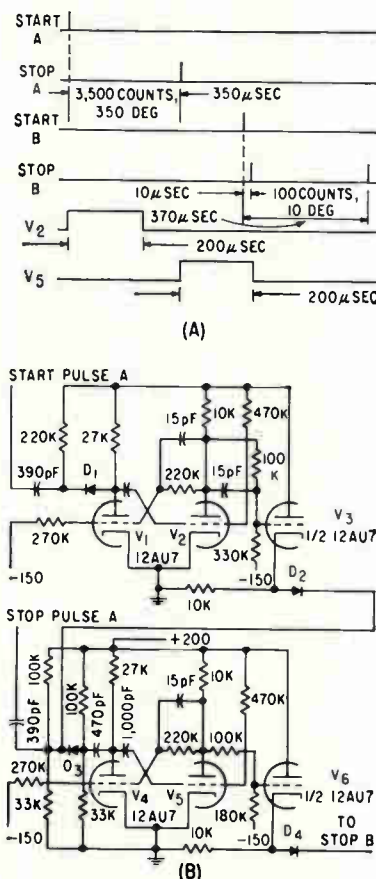 START
A
STOP
A
3,500 COUNTS,
350 DEG
350μSEC
START
B
STOP
B
10μSEC
100COUNTS,
10 DEG
370μSEC
V2
200μSEC
V5
200μSEC
(A)
START PULSE A
220K
27K
15pF
10K
470K
390pF
D1
220K
15pF
100
K
270K
V1
V2
V3
12AU7
330K
1/2 12AU7
-150
-150
10K
D2
STOP PULSE A
+200
100K
390pF
100K
470pF
27K
1,000pF
15pF
10K
470K
220K
100K
270K
D3
33K
33K
V4
V5
V6
12AU7
180K
1/2 12AU7
-150
-150
10K
D4
TO
STOP B
(B)